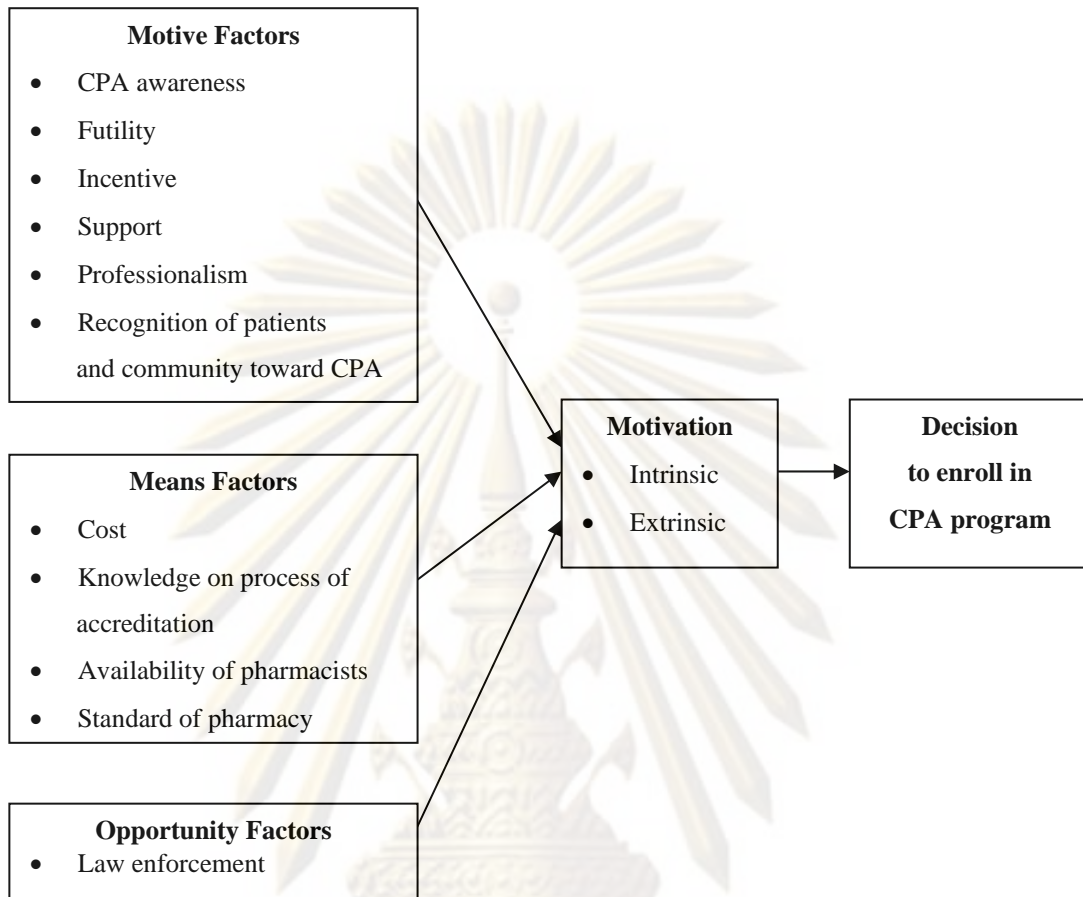 Motive Factors
• CPA awareness
• Futility
• Incentive
• Support
• Professionalism
• Recognition of patients
and community toward CPA
Means Factors
• Cost
• Knowledge on process of
accreditation
• Availability of pharmacists
• Standard of pharmacy
Opportunity Factors
• Law enforcement
Motivation
• Intrinsic
• Extrinsic
Decision
to enroll in
CPA program